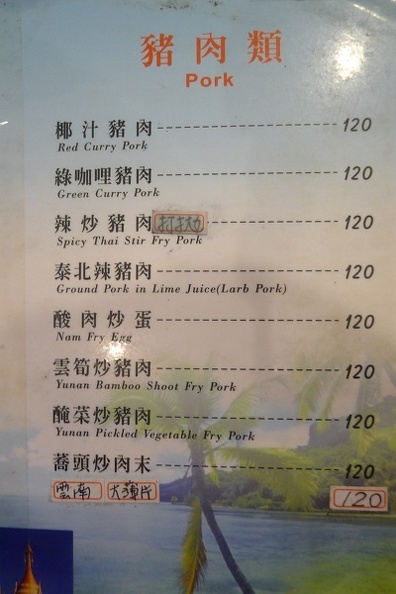 豬肉類
Pork
椰汁豬肉 120
Red Curry Pork
綠咖哩豬肉 120
Green Curry Pork
辣炒豬肉 打拋 120
Spicy Thai Stir Fry Pork
泰北辣豬肉 120
Ground Pork in Lime Juice(Larb Pork)
酸肉炒蛋 120
Nam Fry Egg
雲筍炒豬肉 120
Yunan Bamboo Shoot Fry Pork
醃菜炒豬肉 120
Yunan Pickled Vegetable Fry Pork
蕎頭炒肉末 120
雲南 大薄片 120